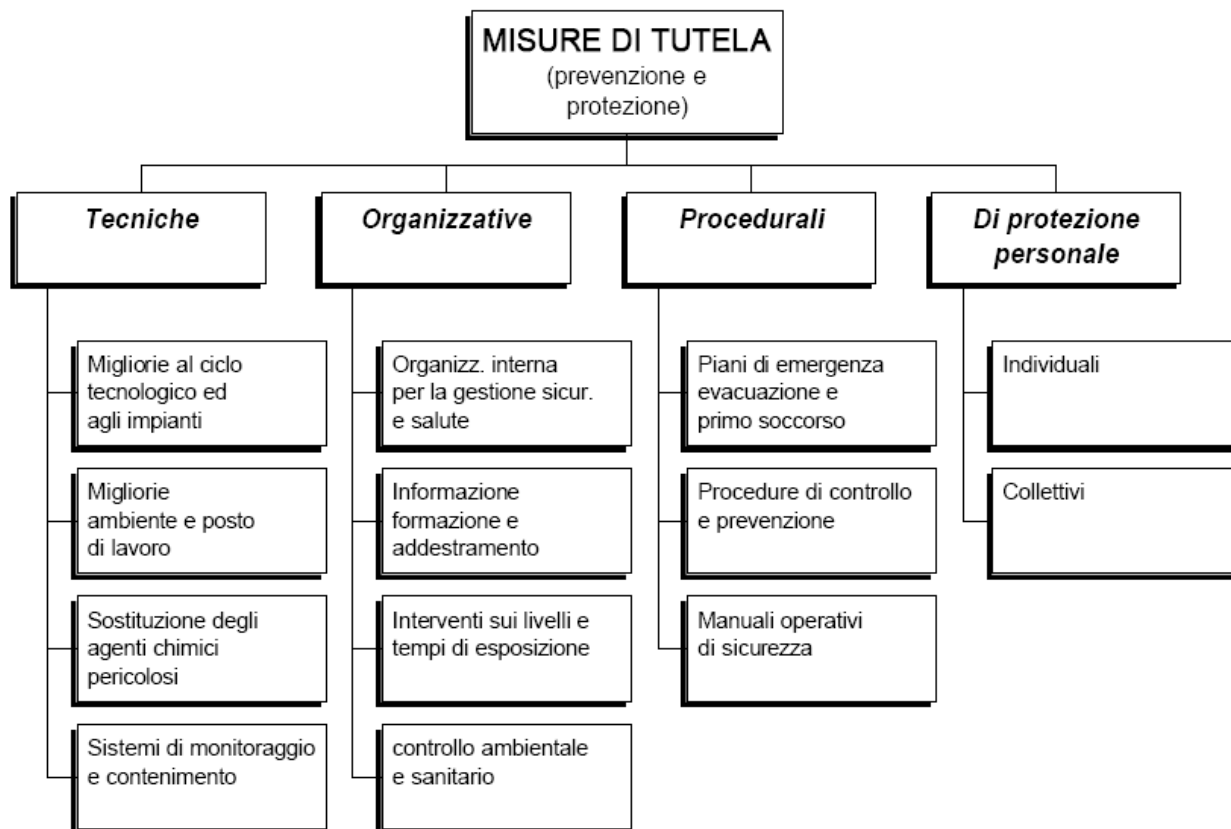 MISURE DI TUTELA
(prevenzione e
protezione)
Tecniche
Organizzative
Procedurali
Di protezione
personale
Migliorie al ciclo
tecnologico ed
agli impianti
Migliorie
ambiente e posto
di lavoro
Sostituzione degli
agenti chimici
pericolosi
Sistemi di monitoraggio
e contenimento
Organizz. interna
per la gestione sicur.
e salute
Informazione
formazione e
addestramento
Interventi sui livelli e
tempi di esposizione
controllo ambientale
e sanitario
Piani di emergenza
evacuazione e
primo soccorso
Procedure di controllo
e prevenzione
Manuali operativi
di sicurezza
Individuali
Collettivi